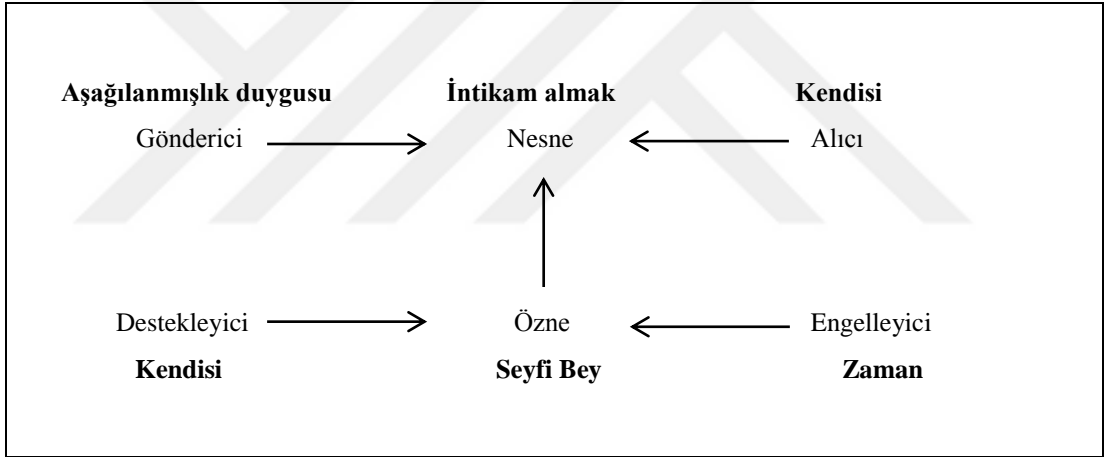 Aşağılanmışlık duygusu İntikam almak Kendisi
Gönderici Nesne Alıcı
Destekleyici Özne Engelleyici
Kendisi Seyfi Bey Zaman